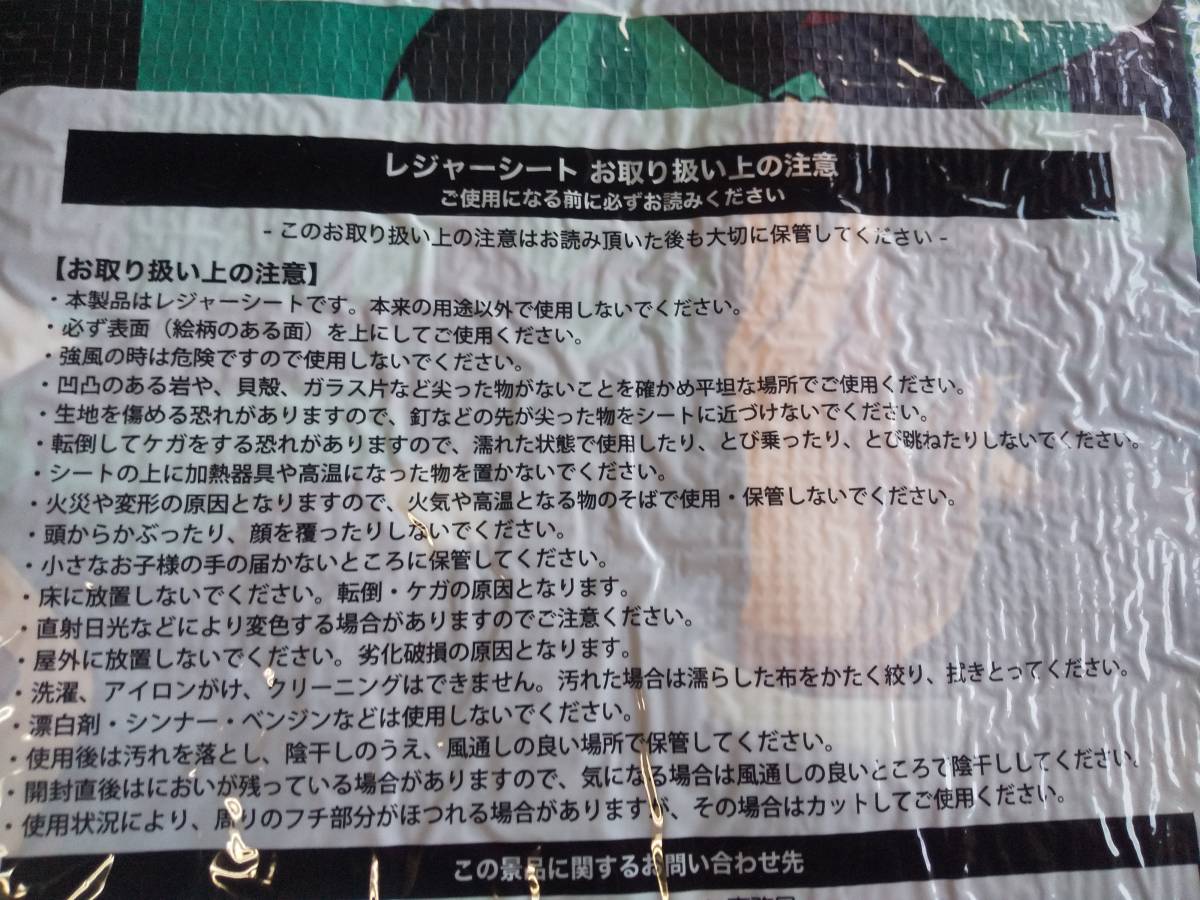 レジャーシート お取り扱い上の注意
ご使用になる前に必ずお読みください
- このお取り扱い上の注意はお読み頂いた後も大切に保管してください -
【お取り扱い上の注意】
・本製品はレジャーシートです。本来の用途以外で使用しないでください。
・必ず表面（絵柄のある面）を上にしてご使用ください。
・強風の時は危険ですので使用しないでください。
・凹凸のある岩や、貝殻、ガラス片など尖った物がないことを確かめ平坦な場所でご使用ください。
・生地を傷める恐れがありますので、釘などの先が尖った物をシートに近づけないでください。
・転倒してケガをする恐れがありますので、濡れた状態で使用したり、とび乗ったり、とび跳ねたりしないでください。
・シートの上に加熱器具や高温になった物を置かないでください。
・火災や変形の原因となりますので、火気や高温となる物のそばで使用・保管しないでください。
・頭からかぶったり、顔を覆ったりしないでください。
・小さなお子様の手の届かないところに保管してください。
・床に放置しないでください。転倒・ケガの原因となります。
・直射日光などにより変色する場合がありますのでご注意ください。
・屋外に放置しないでください。劣化破損の原因となります。
・洗濯、アイロンがけ、クリーニングはできません。汚れた場合は濡らした布をかたく絞り、拭きとってください。
・漂白剤・シンナー・ベンジンなどは使用しないでください。
・使用後は汚れを落とし、陰干しのうえ、風通しの良い場所で保管してください。
・開封直後はにおいが残っている場合がありますので、気になる場合は風通しの良いところで陰干ししてください。
・使用状況により、周りのフチ部分がほつれる場合がありますが、その場合はカットしてご使用ください。
この景品に関するお問い合わせ先